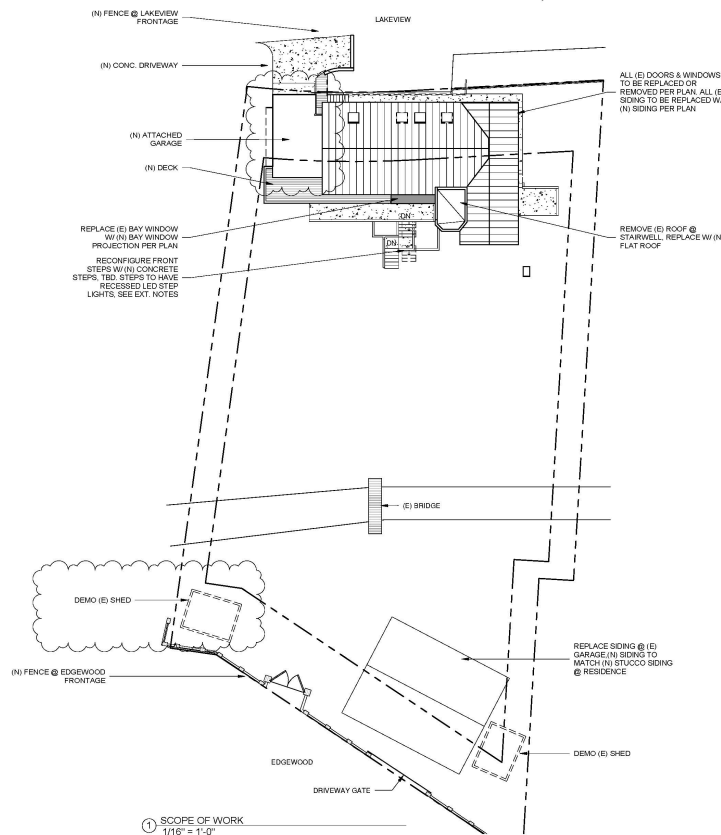 (N) FENCE @ LAKEVIEW
FRONTAGE
LAKEVIEW
(N) CONC. DRIVEWAY
ALL (E) DOORS & WINDOWS
TO BE REPLACED OR
REMOVED PER PLAN. ALL (E
SIDING TO BE REPLACED W/
(N) SIDING PER PLAN
(N) ATTACHED
GARAGE
(N) DECK
REPLACE (E) BAY WINDOW
W/ (N) BAY WINDOW
PROJECTION PER PLAN
DN
DN
REMOVE (E) ROOF @
STAIRWELL, REPLACE W/ (N
FLAT ROOF
RECONFIGURE FRONT
STEPS W/ (N) CONCRETE
STEPS, TBD. STEPS TO HAVE
RECESSED LED STEP
LIGHTS, SEE EXT. NOTES
(E) BRIDGE
DEMO (E) SHED
(N) FENCE @ EDGEWOOD
FRONTAGE
REPLACE SIDING @ (E)
GARAGE,(N) SIDING TO
MATCH (N) STUCCO SIDING
@ RESIDENCE
DEMO (E) SHED
EDGEWOOD
DRIVEWAY GATE
1 SCOPE OF WORK
1/16" = 1'-0"